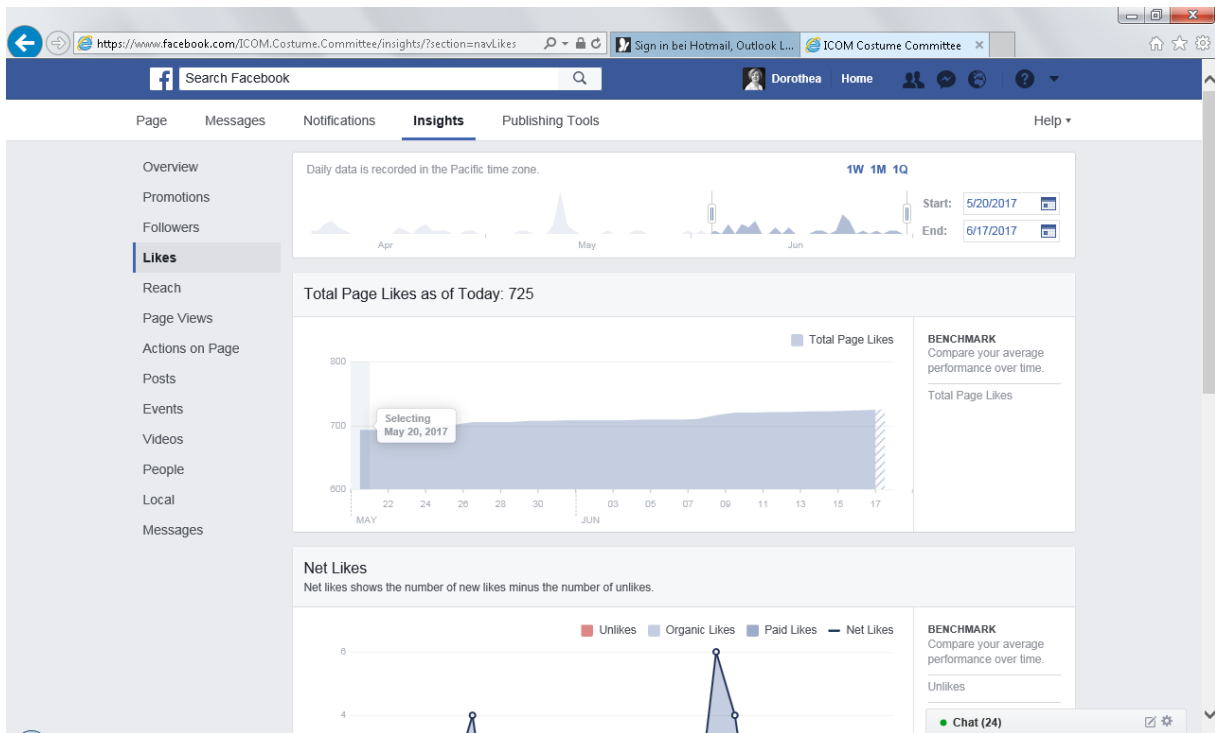 https://www.facebook.com/ICOM.Costume.Committee/insights/?section=navLikes
Sign in bei Hotmail, Outlook L...
ICOM Costume Committee
Search Facebook
Dorothea
Home
Page
Messages
Notifications
Insights
Publishing Tools
Help
Overview
Promotions
Followers
Likes
Reach
Page Views
Actions on Page
Posts
Events
Videos
People
Local
Messages
Daily data is recorded in the Pacific time zone.
1W 1M 1Q
Start: 5/20/2017
End: 6/17/2017
Apr May Jun
Total Page Likes as of Today: 725
Total Page Likes
800
700
600
Selecting
May 20, 2017
22 24 26 28 30 03 05 07 09 11 13 15 17
MAY JUN
BENCHMARK
Compare your average
performance over time.
Total Page Likes
Net Likes
Net likes shows the number of new likes minus the number of unlikes.
Unlikes Organic Likes Paid Likes Net Likes
6
4
BENCHMARK
Compare your average
performance over time.
Unlikes
Chat (24)